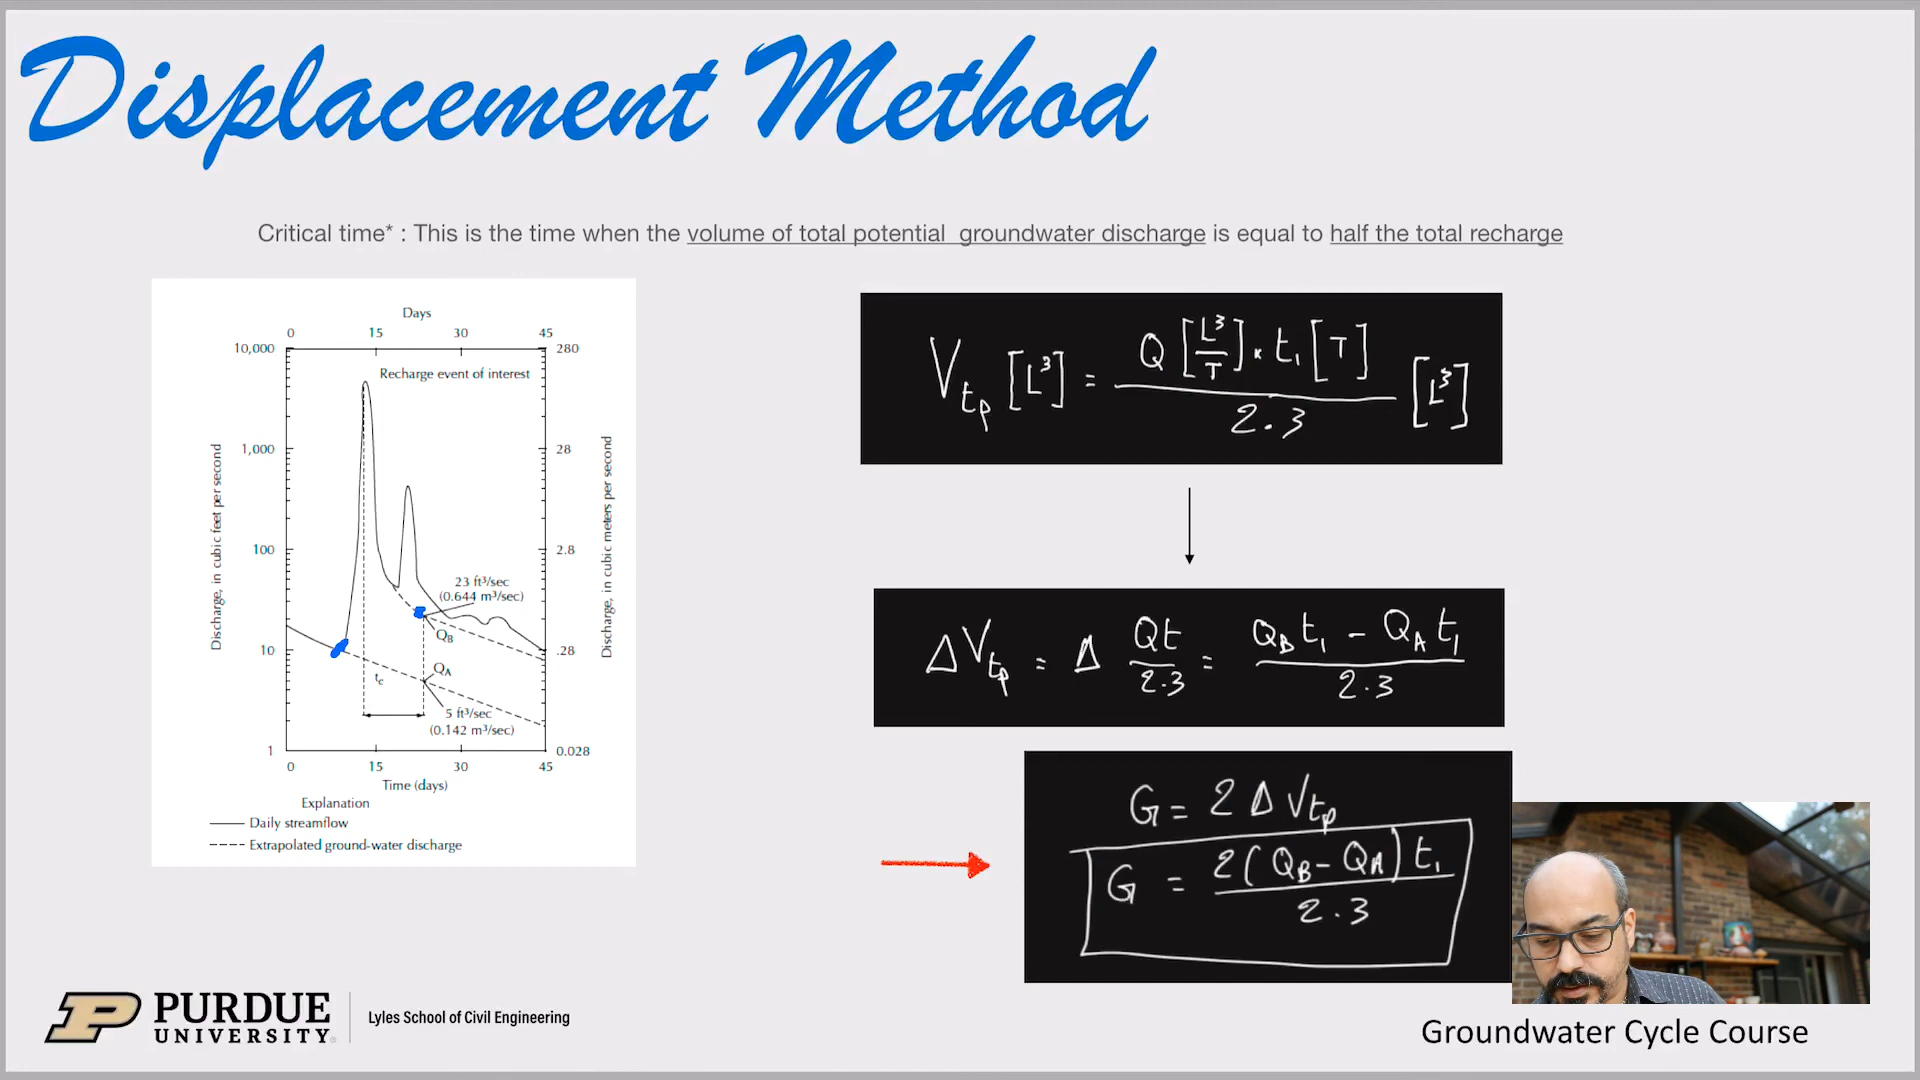 Displacement Method
Critical time* : This is the time when the volume of total potential groundwater discharge is equal to half the total recharge
Days
0 15 30 45
10,000 280
Recharge event of interest
1,000 28
100 2.8
23 ft³/sec
(0.644 m³/sec)
Q_B
10 .28
Q_A
t_c
5 ft³/sec
(0.142 m³/sec)
1 0.028
0 15 30 45
Time (days)
Discharge, in cubic feet per second
Discharge, in cubic meters per second
Explanation
Daily streamflow
Extrapolated ground-water discharge
V_tp [L³] = Q [L³/T] × t₁ [T] / 2.3 [L³]
ΔV_tp = Δ Qt/2.3 = Q_B t₁ - Q_A t₁ / 2.3
G = 2 Δ V_tp
G = 2(Q_B - Q_A) t₁ / 2.3
PURDUE
UNIVERSITY
Lyles School of Civil Engineering
Groundwater Cycle Course